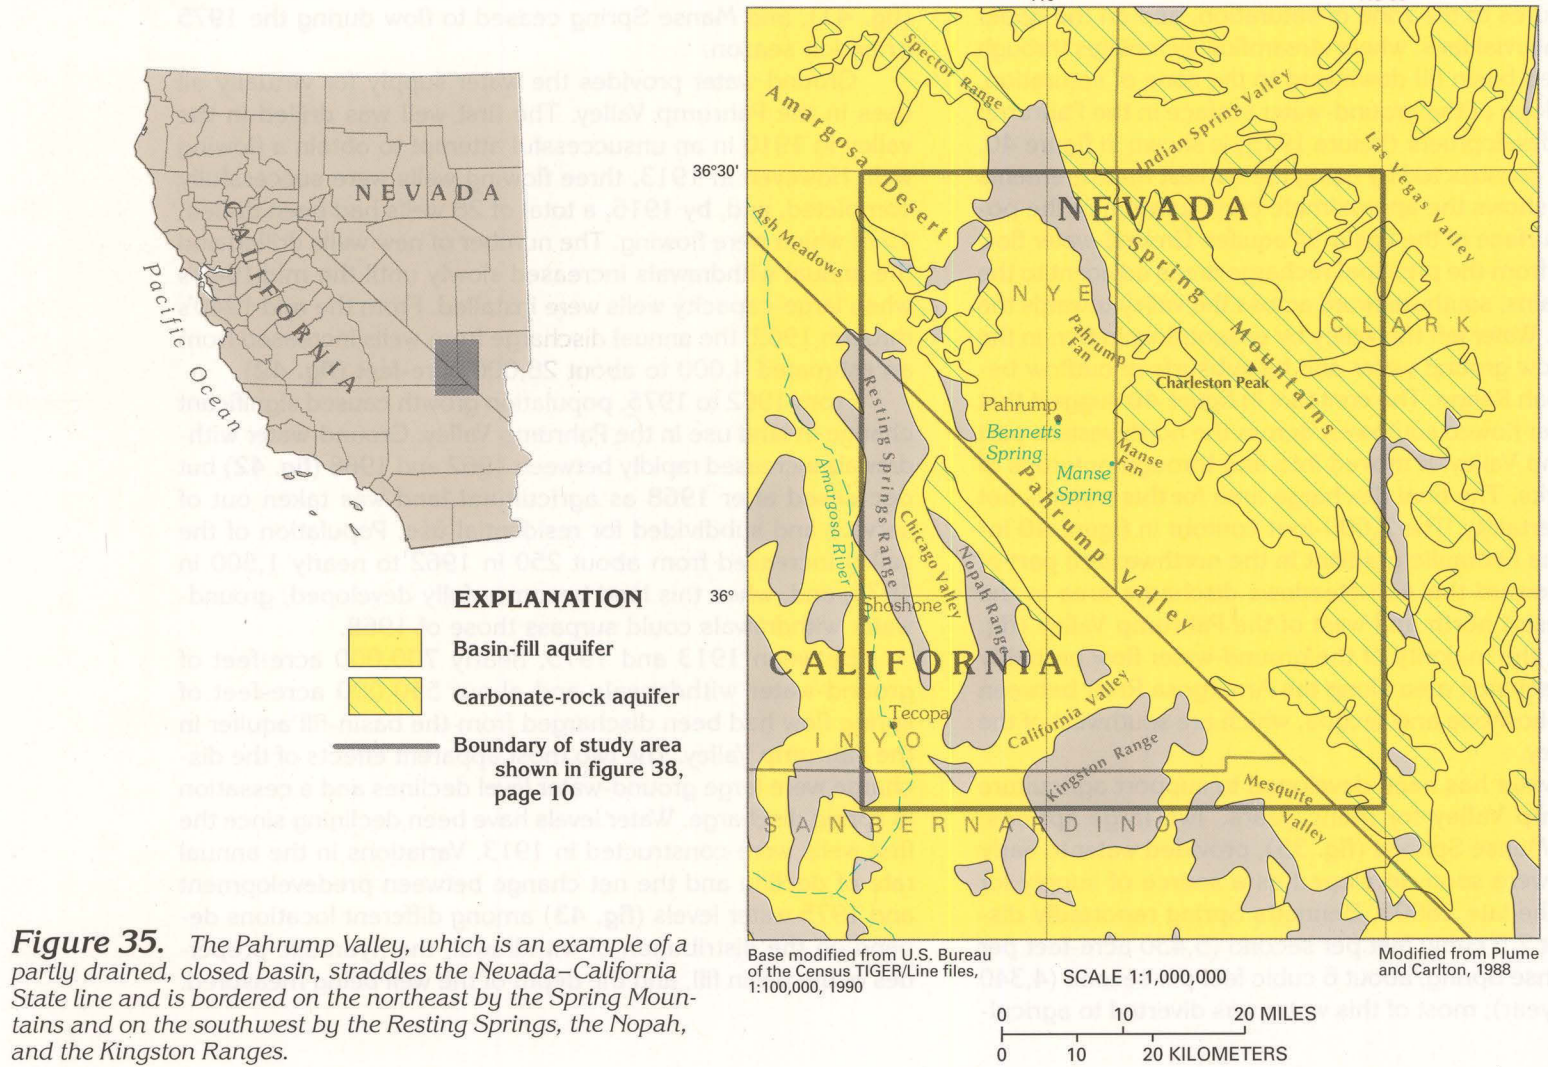 NEVADA
CALIFORNIA
Pacific Ocean
EXPLANATION
Basin-fill aquifer
Carbonate-rock aquifer
Boundary of study area
shown in figure 38,
page 10
Figure 35. The Pahrump Valley, which is an example of a
partly drained, closed basin, straddles the Nevada–California
State line and is bordered on the northeast by the Spring Moun-
tains and on the southwest by the Resting Springs, the Nopah,
and the Kingston Ranges.
Spector Range
Amargosa Desert
Indian Spring Valley
Las Vegas Valley
36°30'
Ash Meadows
NEVADA
Spring Mountains
NYE
CLARK
Pahrump
Fan
Charleston Peak
Pahrump
Bennetts
Spring
Manse
Fan
Manse
Spring
Pahrump Valley
Resting Springs Range
Amargosa River
Chicago Valley
Nopah Range
36°
Shoshone
CALIFORNIA
Tecopa
California Valley
INYO
Kingston Range
Mesquite
Valley
SAN BERNARDINO
Base modified from U.S. Bureau
of the Census TIGER/Line files,
1:100,000, 1990
SCALE 1:1,000,000
Modified from Plume
and Carlton, 1988
0 10 20 MILES
0 10 20 KILOMETERS